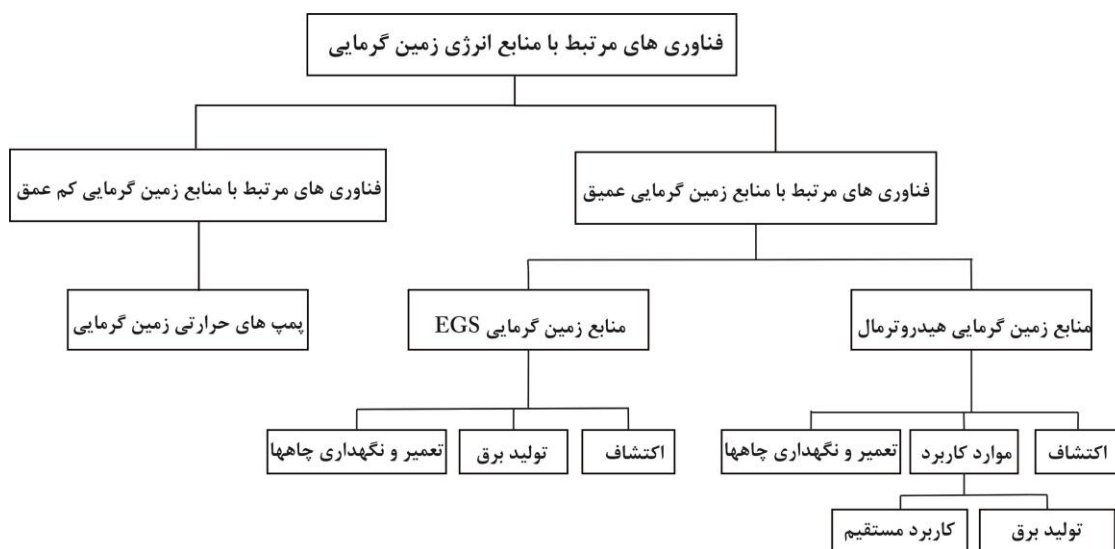 فناوری های مرتبط با منابع انرژی زمین گرمایی
فناوری های مرتبط با منابع زمین گرمایی عمیق
فناوری های مرتبط با منابع زمین گرمایی کم عمق
منابع زمین گرمایی هیدروترمال
منابع زمین گرمایی EGS
پمپ های حرارتی زمین گرمایی
اکتشاف
موارد کاربرد
تعمیر و نگهداری چاهها
اکتشاف
تولید برق
تعمیر و نگهداری چاهها
تولید برق
کاربرد مستقیم